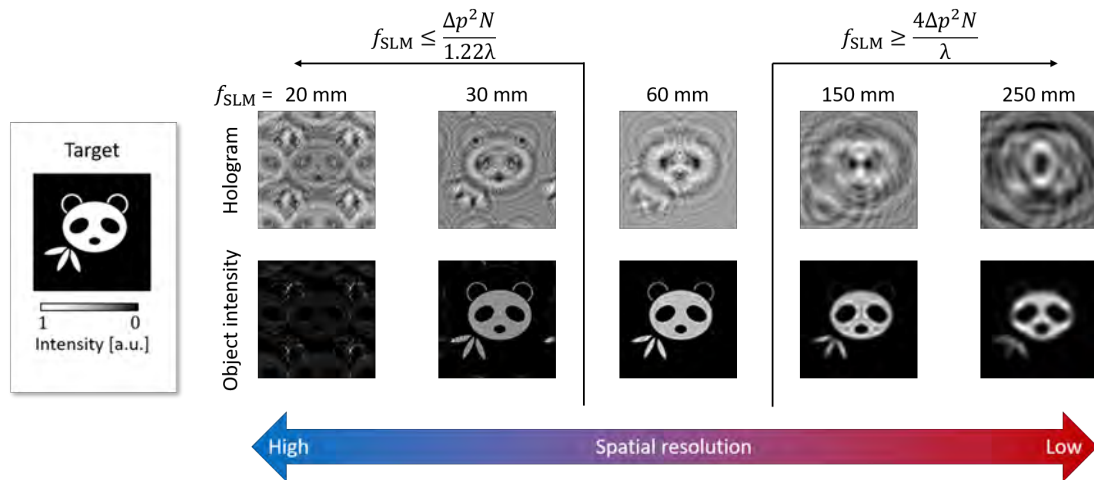 f_SLM ≤ Δp²N / 1.22λ
f_SLM ≥ 4Δp²N / λ
f_SLM = 20 mm 30 mm 60 mm 150 mm 250 mm
Target
1 0
Intensity [a.u.]
Hologram
Object intensity
High Spatial resolution Low